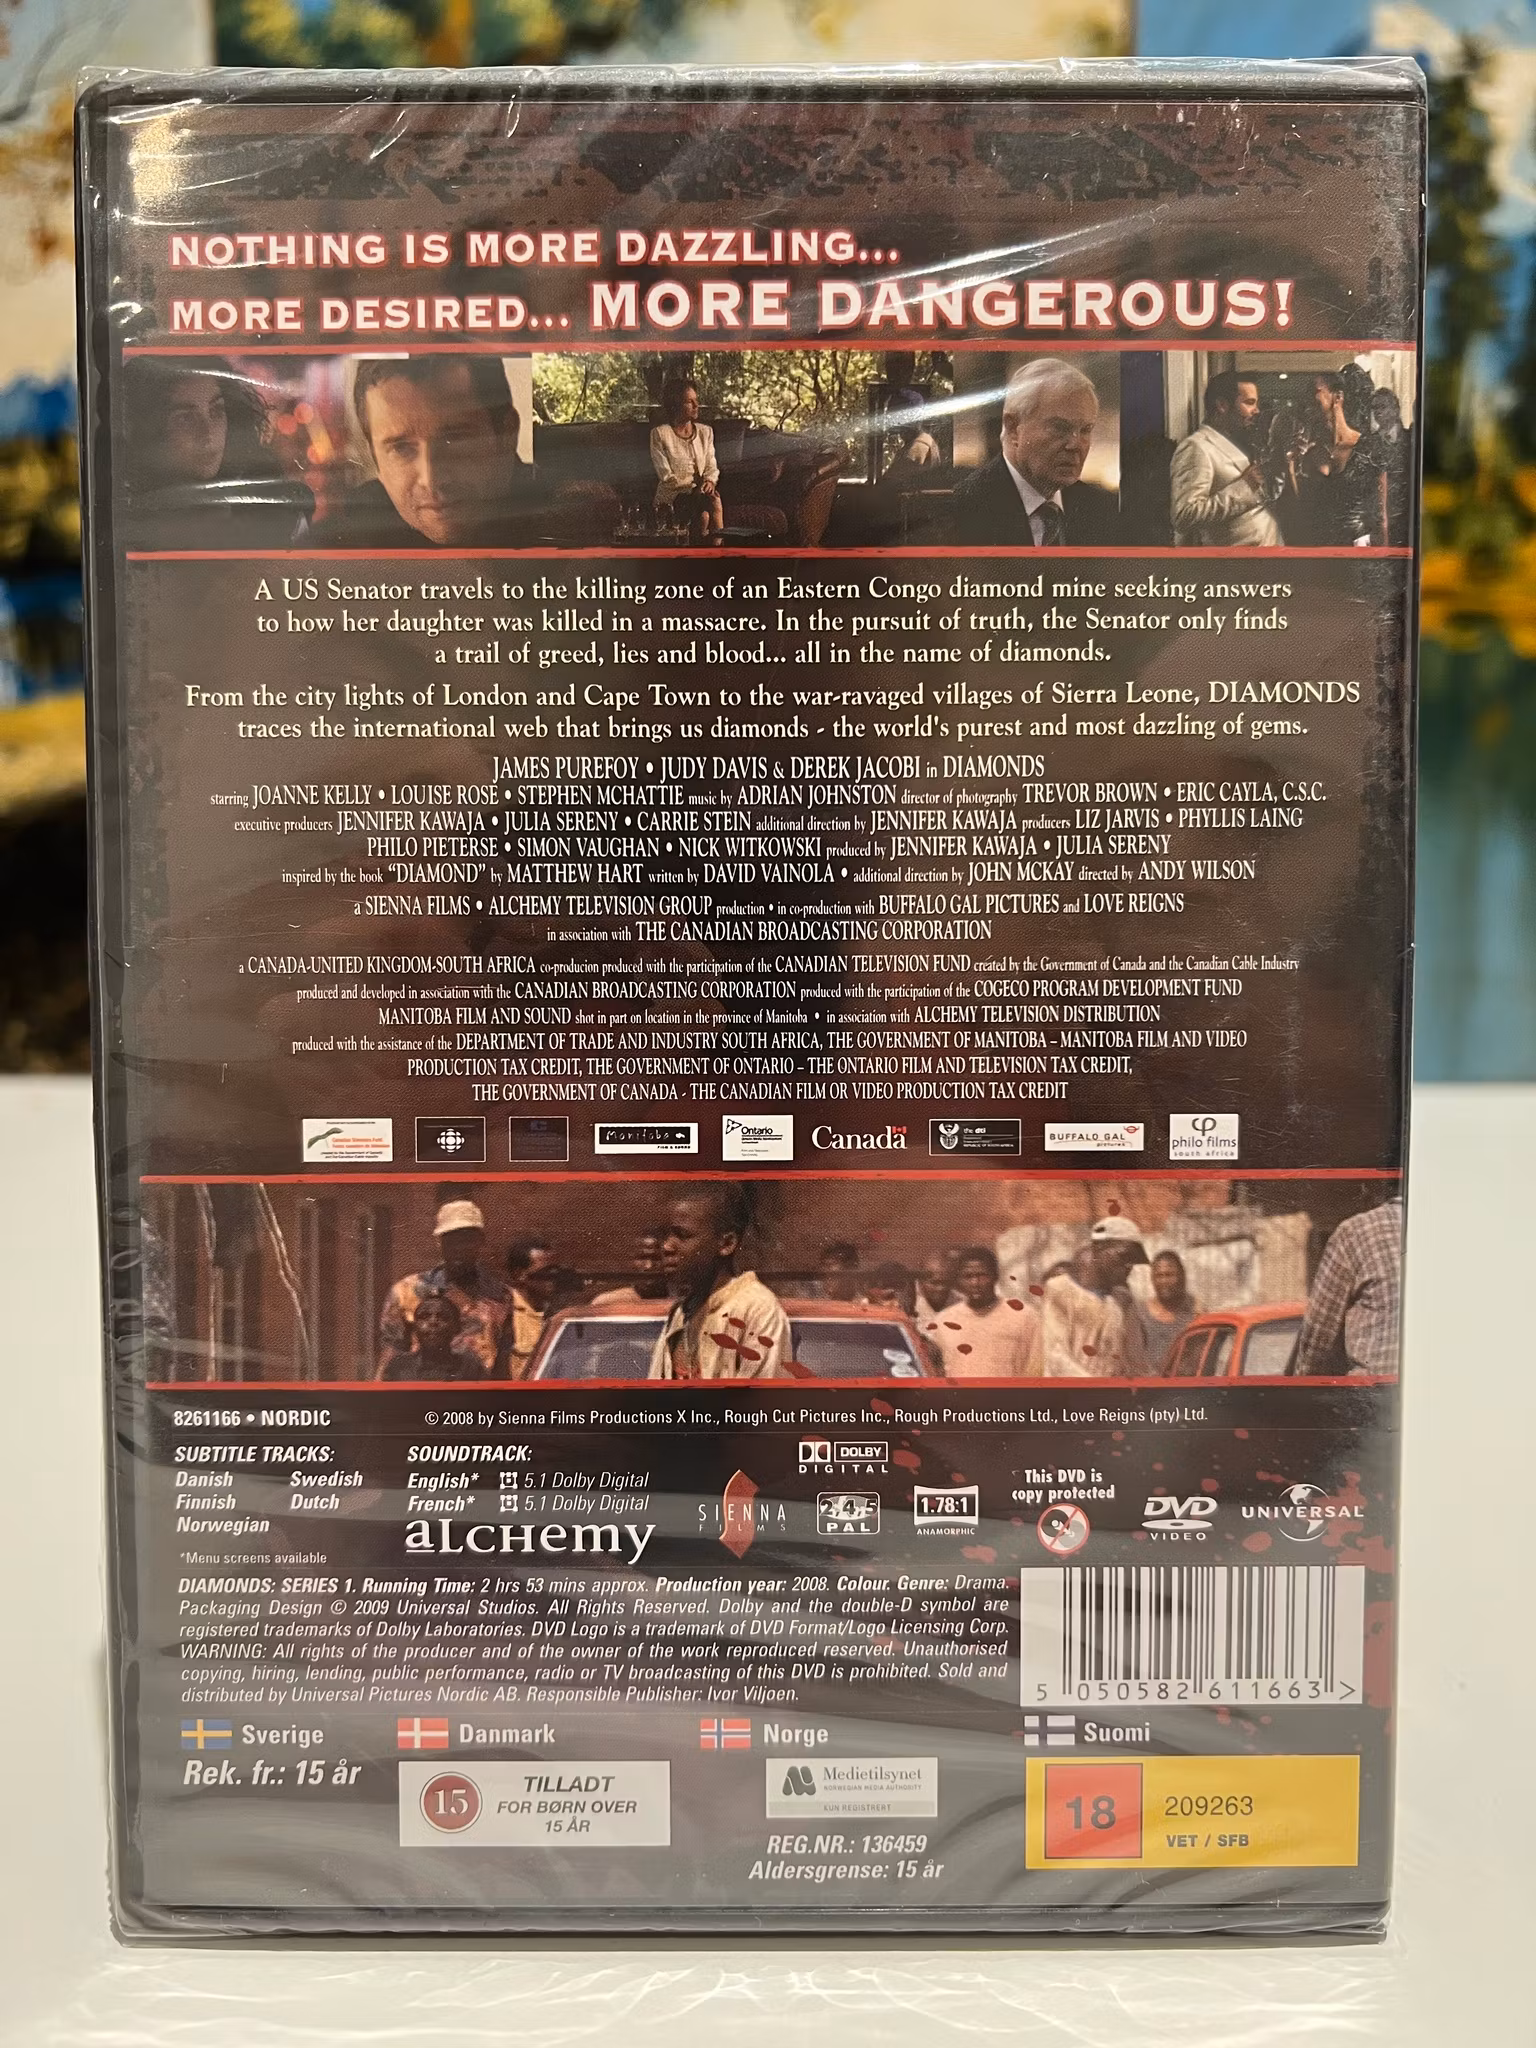 NOTHING IS MORE DAZZLING...
MORE DESIRED... MORE DANGEROUS!
A US Senator travels to the killing zone of an Eastern Congo diamond mine seeking answers
to how her daughter was killed in a massacre. In the pursuit of truth, the Senator only finds
a trail of greed, lies and blood... all in the name of diamonds.
From the city lights of London and Cape Town to the war-ravaged villages of Sierra Leone, DIAMONDS
traces the international web that brings us diamonds - the world's purest and most dazzling of gems.
JAMES PUREFOY • JUDY DAVIS & DEREK JACOBI in DIAMONDS
starring JOANNE KELLY • LOUISE ROSE • STEPHEN MCHATTIE music by ADRIAN JOHNSTON director of photography TREVOR BROWN • ERIC CAYLA, C.S.C.
executive producers JENNIFER KAWAJA • JULIA SERENY • CARRIE STEIN additional direction by JENNIFER KAWAJA producers LIZ JARVIS • PHYLLIS LAING
PHILO PIETERSE • SIMON VAUGHAN • NICK WITKOWSKI produced by JENNIFER KAWAJA • JULIA SERENY
inspired by the book "DIAMOND" by MATTHEW HART written by DAVID VAINOLA • additional direction by JOHN MCKAY directed by ANDY WILSON
a SIENNA FILMS • ALCHEMY TELEVISION GROUP production • in co-production with BUFFALO GAL PICTURES and LOVE REIGNS
in association with THE CANADIAN BROADCASTING CORPORATION
a CANADA-UNITED KINGDOM-SOUTH AFRICA co-producion produced with the participation of the CANADIAN TELEVISION FUND created by the Government of Canada and the Canadian Cable Industry
produced and developed in association with the CANADIAN BROADCASTING CORPORATION produced with the participation of the COGECO PROGRAM DEVELOPMENT FUND
MANITOBA FILM AND SOUND shot in part on location in the province of Manitoba • in association with ALCHEMY TELEVISION DISTRIBUTION
produced with the assistance of the DEPARTMENT OF TRADE AND INDUSTRY SOUTH AFRICA, THE GOVERNMENT OF MANITOBA – MANITOBA FILM AND VIDEO
PRODUCTION TAX CREDIT, THE GOVERNMENT OF ONTARIO – THE ONTARIO FILM AND TELEVISION TAX CREDIT,
THE GOVERNMENT OF CANADA - THE CANADIAN FILM OR VIDEO PRODUCTION TAX CREDIT
Manitoba
FILM & SOUND
Ontario
Canada
the dti
BUFFALO GAL
pictures
philo films
south africa
8261166 • NORDIC
© 2008 by Sienna Films Productions X Inc., Rough Cut Pictures Inc., Rough Productions Ltd., Love Reigns (pty) Ltd.
SUBTITLE TRACKS:
Danish Swedish
Finnish Dutch
Norwegian
*Menu screens available
SOUNDTRACK:
English* 5.1 Dolby Digital
French* 5.1 Dolby Digital
alchemy
SIENNA
FILMS
DOLBY
DIGITAL
2.4.5
PAL
1.78:1
ANAMORPHIC
This DVD is
copy protected
DVD
VIDEO
UNIVERSAL
DIAMONDS: SERIES 1. Running Time: 2 hrs 53 mins approx. Production year: 2008. Colour. Genre: Drama.
Packaging Design © 2009 Universal Studios. All Rights Reserved. Dolby and the double-D symbol are
registered trademarks of Dolby Laboratories. DVD Logo is a trademark of DVD Format/Logo Licensing Corp.
WARNING: All rights of the producer and of the owner of the work reproduced reserved. Unauthorised
copying, hiring, lending, public performance, radio or TV broadcasting of this DVD is prohibited. Sold and
distributed by Universal Pictures Nordic AB. Responsible Publisher: Ivor Viljoen.
5 050582 611663 >
Sverige
Rek. fr.: 15 år
Danmark
15
TILLADT
FOR BØRN OVER
15 ÅR
Norge
Medietilsynet
NORWEGIAN MEDIA AUTHORITY
KUN REGISTRERT
REG.NR.: 136459
Aldersgrense: 15 år
Suomi
18
209263
VET / SFB